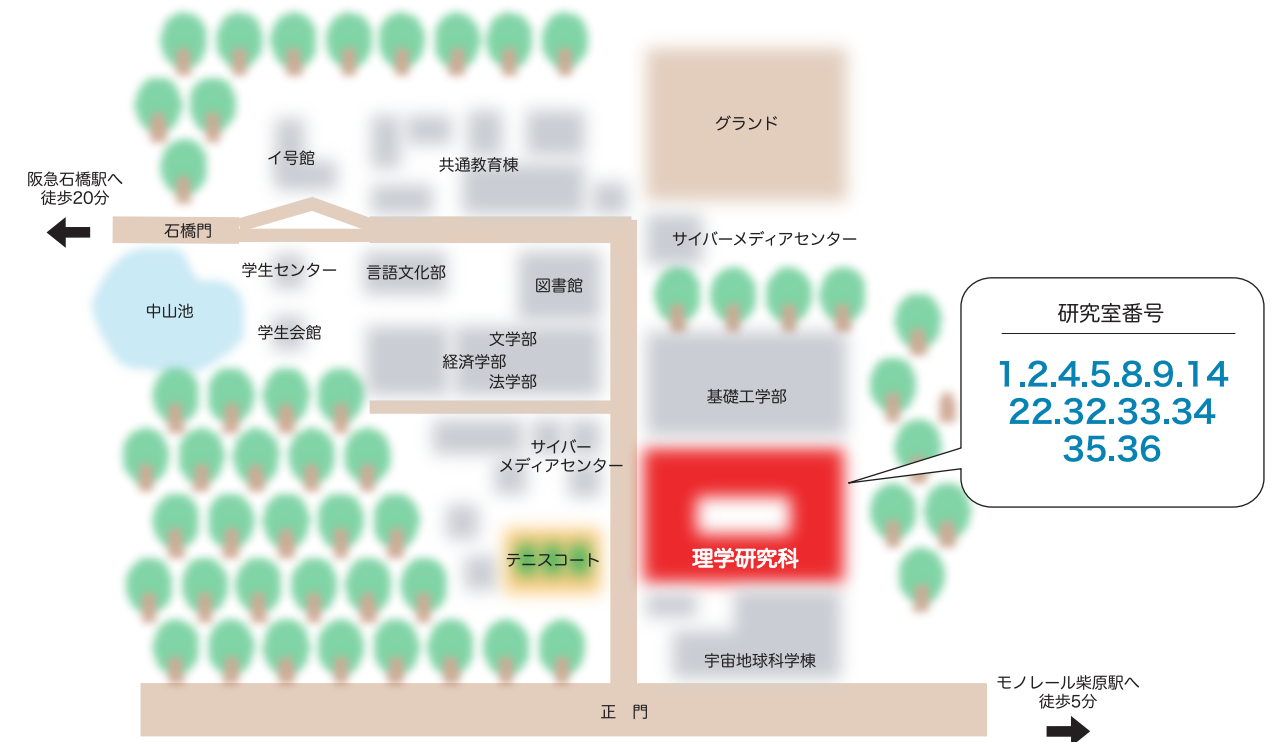 グランド
イ号館
共通教育棟
阪急石橋駅へ
徒歩20分
石橋門
サイバーメディアセンター
学生センター
言語文化部
図書館
中山池
学生会館
文学部
経済学部
法学部
研究室番号
1.2.4.5.8.9.14
22.32.33.34
35.36
基礎工学部
サイバー
メディアセンター
テニスコート
理学研究科
宇宙地球科学棟
モノレール柴原駅へ
徒歩5分
正　門